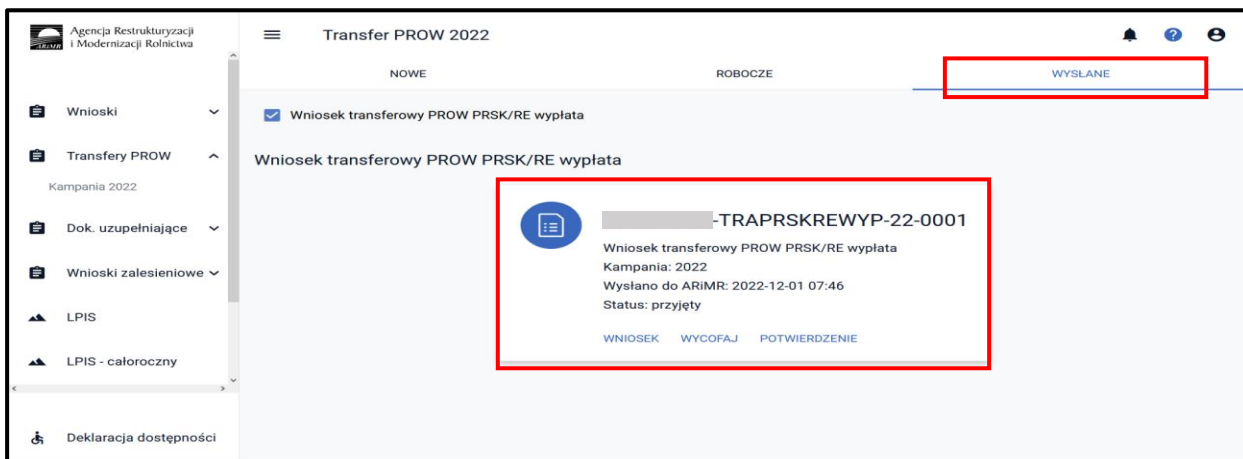 Agencja Restrukturyzacji
i Modernizacji Rolnictwa
ARiMR
Transfer PROW 2022
NOWE
ROBOCZE
WYSŁANE
Wnioski
Transfery PROW
Kampania 2022
Dok. uzupełniające
Wnioski zalesieniowe
LPIS
LPIS - całoroczny
Deklaracja dostępności
Wniosek transferowy PROW PRSK/RE wypłata
Wniosek transferowy PROW PRSK/RE wypłata
-TRAPRSKREWYP-22-0001
Wniosek transferowy PROW PRSK/RE wypłata
Kampania: 2022
Wysłano do ARiMR: 2022-12-01 07:46
Status: przyjęty
WNIOSEK WYCOFAJ POTWIERDZENIE